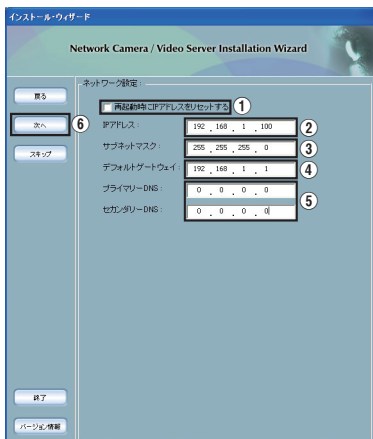 インストール・ウィザード
Network Camera / Video Server Installation Wizard
ネットワーク設定：
戻る
再起動時にIPアドレスをリセットする ①
次へ ⑥
IPアドレス： 192 . 168 . 1 . 100 ②
スキップ
サブネットマスク： 255 . 255 . 255 . 0 ③
デフォルトゲートウェイ： 192 . 168 . 1 . 1 ④
プライマリーDNS： 0 . 0 . 0 . 0
⑤
セカンダリーDNS： 0 . 0 . 0 . 0
終了
バージョン情報